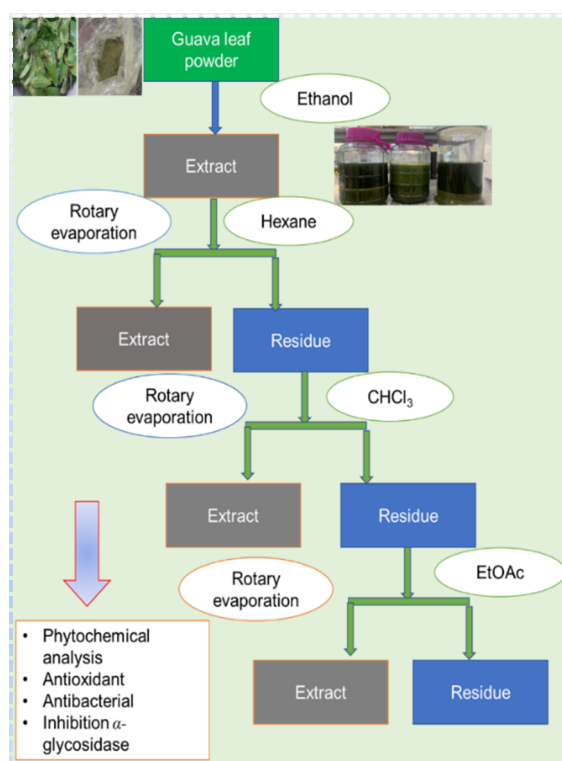 Guava leaf
powder
Ethanol
Extract
Rotary
evaporation
Hexane
Extract
Residue
Rotary
evaporation
CHCl₃
Extract
Residue
Rotary
evaporation
EtOAc
Extract
Residue
• Phytochemical
analysis
• Antioxidant
• Antibacterial
• Inhibition α-
glycosidase